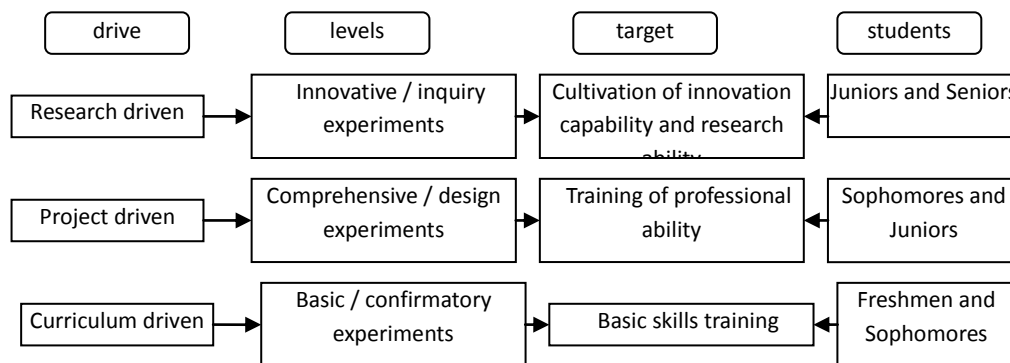 drive
levels
target
students
Research driven
Innovative / inquiry
experiments
Cultivation of innovation
capability and research
ability
Juniors and Seniors
Project driven
Comprehensive / design
experiments
Training of professional
ability
Sophomores and
Juniors
Curriculum driven
Basic / confirmatory
experiments
Basic skills training
Freshmen and
Sophomores